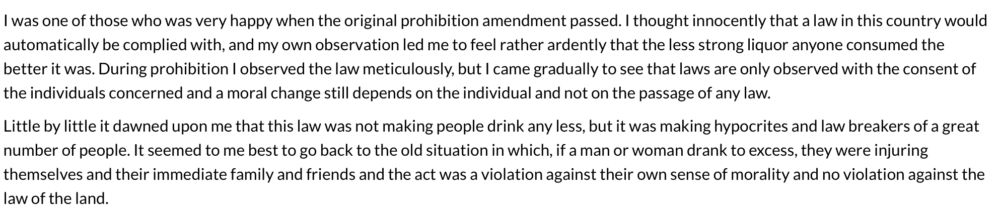 I was one of those who was very happy when the original prohibition amendment passed. I thought innocently that a law in this country would
automatically be complied with, and my own observation led me to feel rather ardently that the less strong liquor anyone consumed the
better it was. During prohibition I observed the law meticulously, but I came gradually to see that laws are only observed with the consent of
the individuals concerned and a moral change still depends on the individual and not on the passage of any law.
Little by little it dawned upon me that this law was not making people drink any less, but it was making hypocrites and law breakers of a great
number of people. It seemed to me best to go back to the old situation in which, if a man or woman drank to excess, they were injuring
themselves and their immediate family and friends and the act was a violation against their own sense of morality and no violation against the
law of the land.